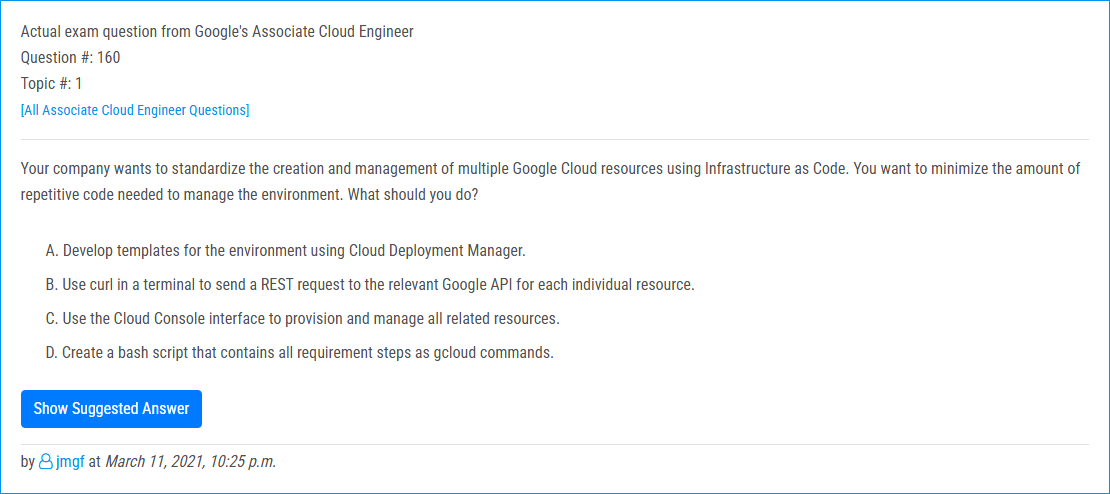 Actual exam question from Google's Associate Cloud Engineer
Question #: 160
Topic #: 1
[All Associate Cloud Engineer Questions]
Your company wants to standardize the creation and management of multiple Google Cloud resources using Infrastructure as Code. You want to minimize the amount of
repetitive code needed to manage the environment. What should you do?
A. Develop templates for the environment using Cloud Deployment Manager.
B. Use curl in a terminal to send a REST request to the relevant Google API for each individual resource.
C. Use the Cloud Console interface to provision and manage all related resources.
D. Create a bash script that contains all requirement steps as gcloud commands.
Show Suggested Answer
by jmgf at March 11, 2021, 10:25 p.m.